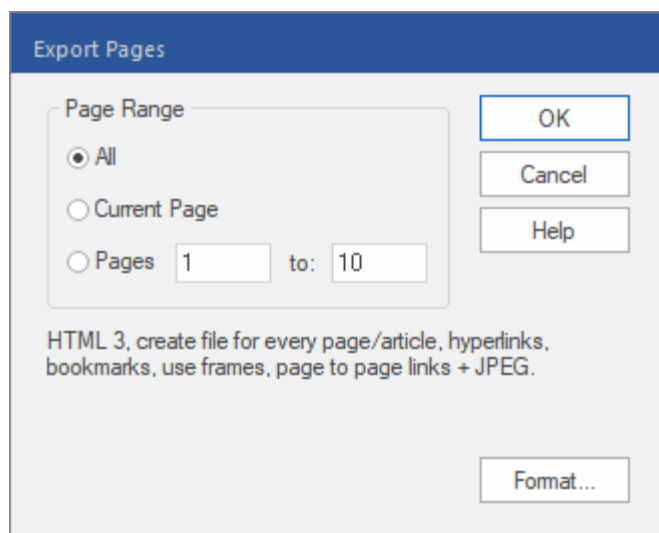 Export Pages
Page Range
All
Current Page
Pages 1 to: 10
OK
Cancel
Help
HTML 3, create file for every page/article, hyperlinks,
bookmarks, use frames, page to page links + JPEG.
Format...